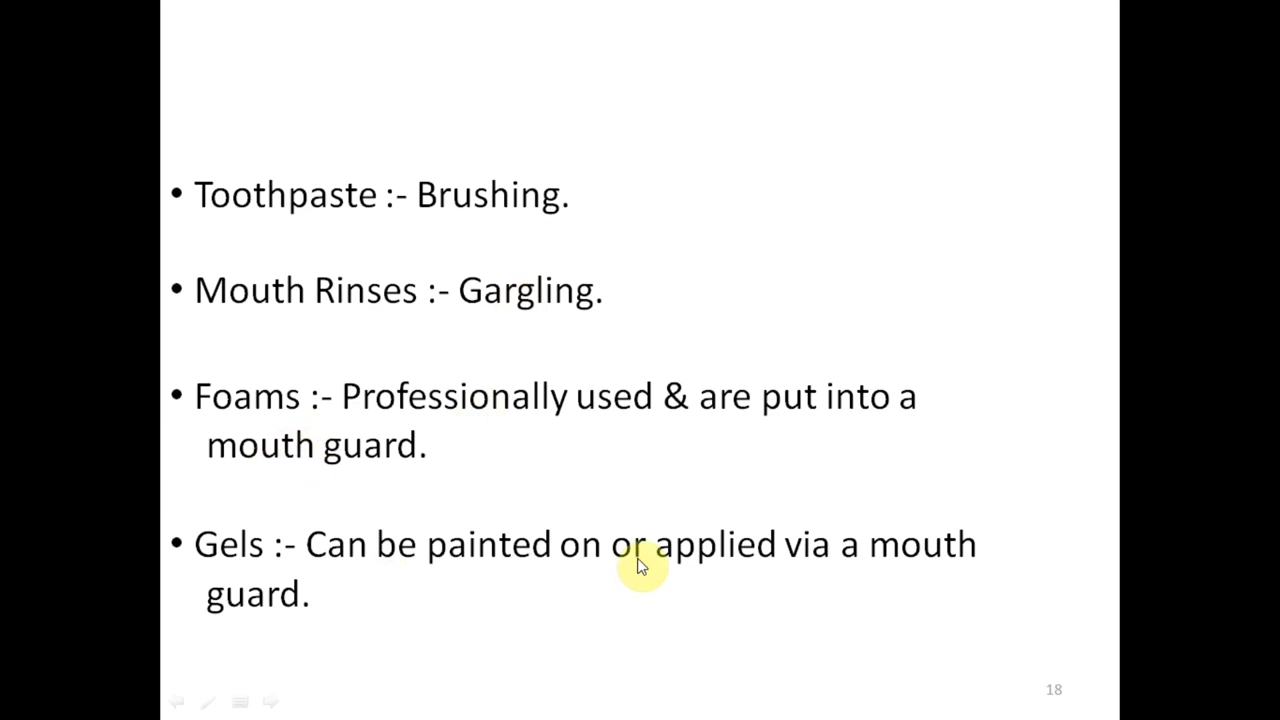 • Toothpaste :- Brushing.
• Mouth Rinses :- Gargling.
• Foams :- Professionally used & are put into a
mouth guard.
• Gels :- Can be painted on or applied via a mouth
guard.
18